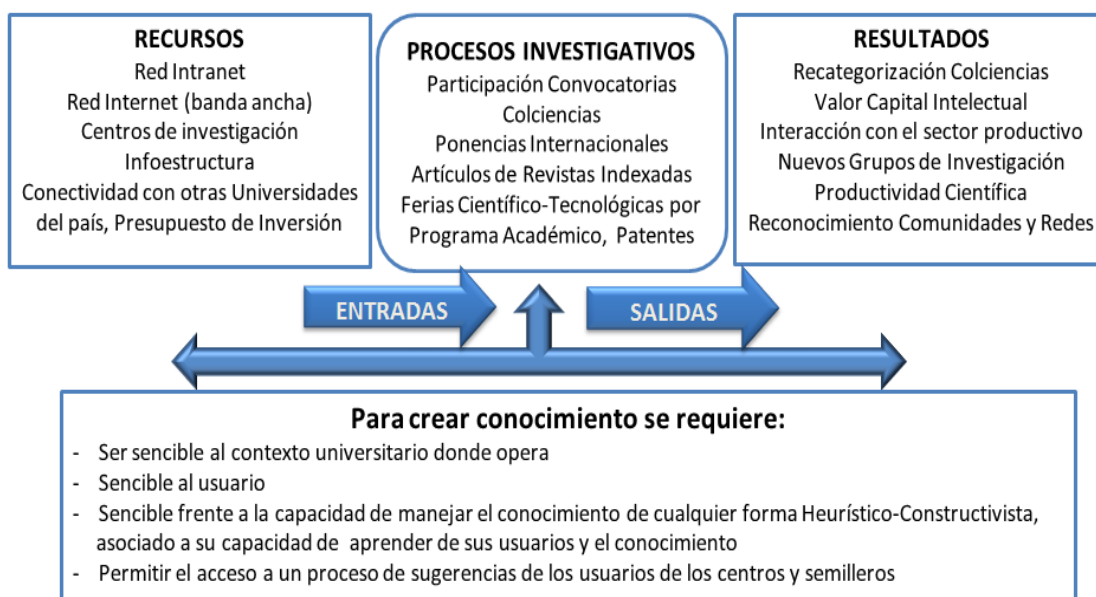 RECURSOS
Red Intranet
Red Internet (banda ancha)
Centros de investigación
Infoestructura
Conectividad con otras Universidades
del país, Presupuesto de Inversión
PROCESOS INVESTIGATIVOS
Participación Convocatorias
Colciencias
Ponencias Internacionales
Artículos de Revistas Indexadas
Ferias Científico-Tecnológicas por
Programa Académico, Patentes
RESULTADOS
Recategorización Colciencias
Valor Capital Intelectual
Interacción con el sector productivo
Nuevos Grupos de Investigación
Productividad Científica
Reconocimiento Comunidades y Redes
ENTRADAS
SALIDAS
Para crear conocimiento se requiere:
- Ser sencible al contexto universitario donde opera
- Sencible al usuario
- Sencible frente a la capacidad de manejar el conocimiento de cualquier forma Heurístico-Constructivista,
asociado a su capacidad de aprender de sus usuarios y el conocimiento
- Permitir el acceso a un proceso de sugerencias de los usuarios de los centros y semilleros